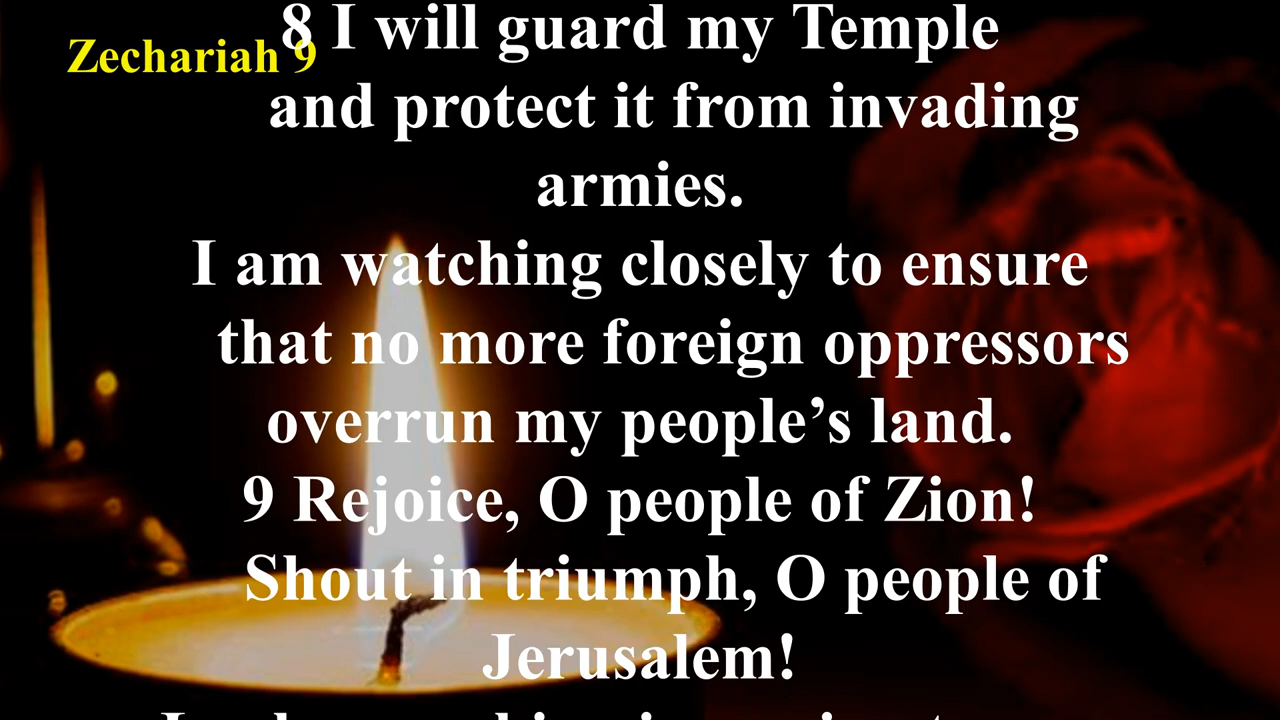 Zechariah 9
8 I will guard my Temple
and protect it from invading
armies.
I am watching closely to ensure
that no more foreign oppressors
overrun my people’s land.
9 Rejoice, O people of Zion!
Shout in triumph, O people of
Jerusalem!